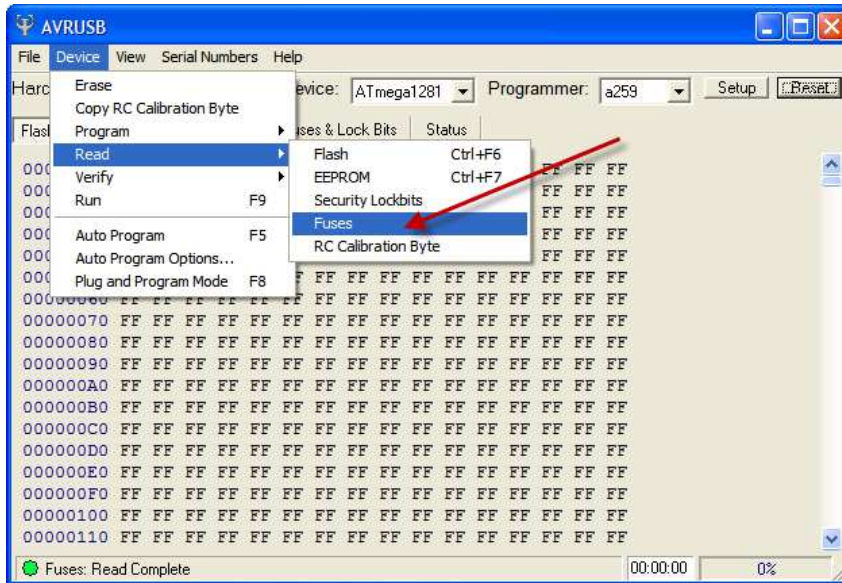 AVRUSB
File Device View Serial Numbers Help
Harc evice: ATmega1281 Programmer: a259 Setup Reset
Erase
Copy RC Calibration Byte
Program
Read
Verify
Run F9
Auto Program F5
Auto Program Options...
Plug and Program Mode F8
Flas uses & Lock Bits Status
Flash Ctrl+F6
EEPROM Ctrl+F7
Security Lockbits
Fuses
RC Calibration Byte
000 FF FF FF
000 FF FF
000 FF FF FF
000 FF FF FF
000 FF FF FF
000 FF FF FF FF FF FF FF FF FF FF
00000060 FF FF FF FF FF FF FF FF FF FF FF FF FF FF FF FF
00000070 FF FF FF FF FF FF FF FF FF FF FF FF FF FF FF FF
00000080 FF FF FF FF FF FF FF FF FF FF FF FF FF FF FF FF
00000090 FF FF FF FF FF FF FF FF FF FF FF FF FF FF FF FF
000000A0 FF FF FF FF FF FF FF FF FF FF FF FF FF FF FF FF
000000B0 FF FF FF FF FF FF FF FF FF FF FF FF FF FF FF FF
000000C0 FF FF FF FF FF FF FF FF FF FF FF FF FF FF FF FF
000000D0 FF FF FF FF FF FF FF FF FF FF FF FF FF FF FF FF
000000E0 FF FF FF FF FF FF FF FF FF FF FF FF FF FF FF FF
000000F0 FF FF FF FF FF FF FF FF FF FF FF FF FF FF FF FF
00000100 FF FF FF FF FF FF FF FF FF FF FF FF FF FF FF FF
00000110 FF FF FF FF FF FF FF FF FF FF FF FF FF FF FF FF
Fuses: Read Complete 00:00:00 0%